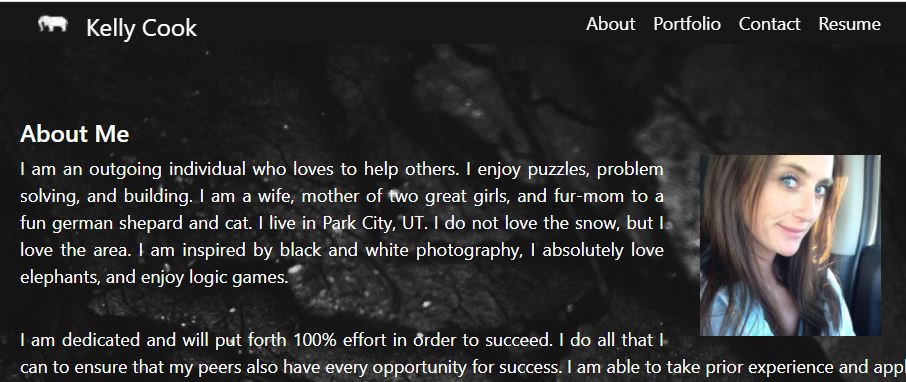 Kelly Cook
About Portfolio Contact Resume
About Me
I am an outgoing individual who loves to help others. I enjoy puzzles, problem
solving, and building. I am a wife, mother of two great girls, and fur-mom to a
fun german shepard and cat. I live in Park City, UT. I do not love the snow, but I
love the area. I am inspired by black and white photography, I absolutely love
elephants, and enjoy logic games.
I am dedicated and will put forth 100% effort in order to succeed. I do all that I
can to ensure that my peers also have every opportunity for success. I am able to take prior experience and appl